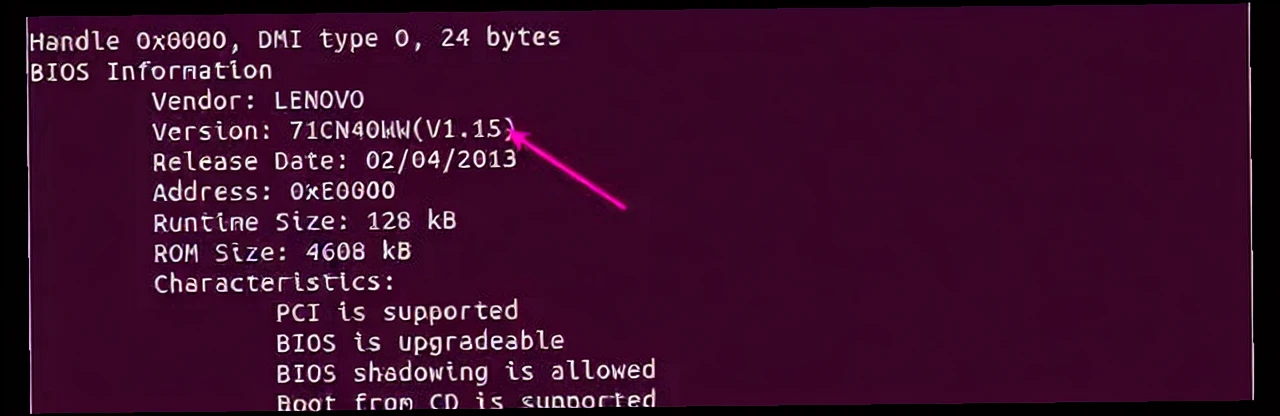 Handle 0x0000, DMI type 0, 24 bytes
BIOS Information
Vendor: LENOVO
Version: 71CN40WW(V1.15)
Release Date: 02/04/2013
Address: 0xE0000
Runtime Size: 128 kB
ROM Size: 4608 kB
Characteristics:
PCI is supported
BIOS is upgradeable
BIOS shadowing is allowed
Boot from CD is supported